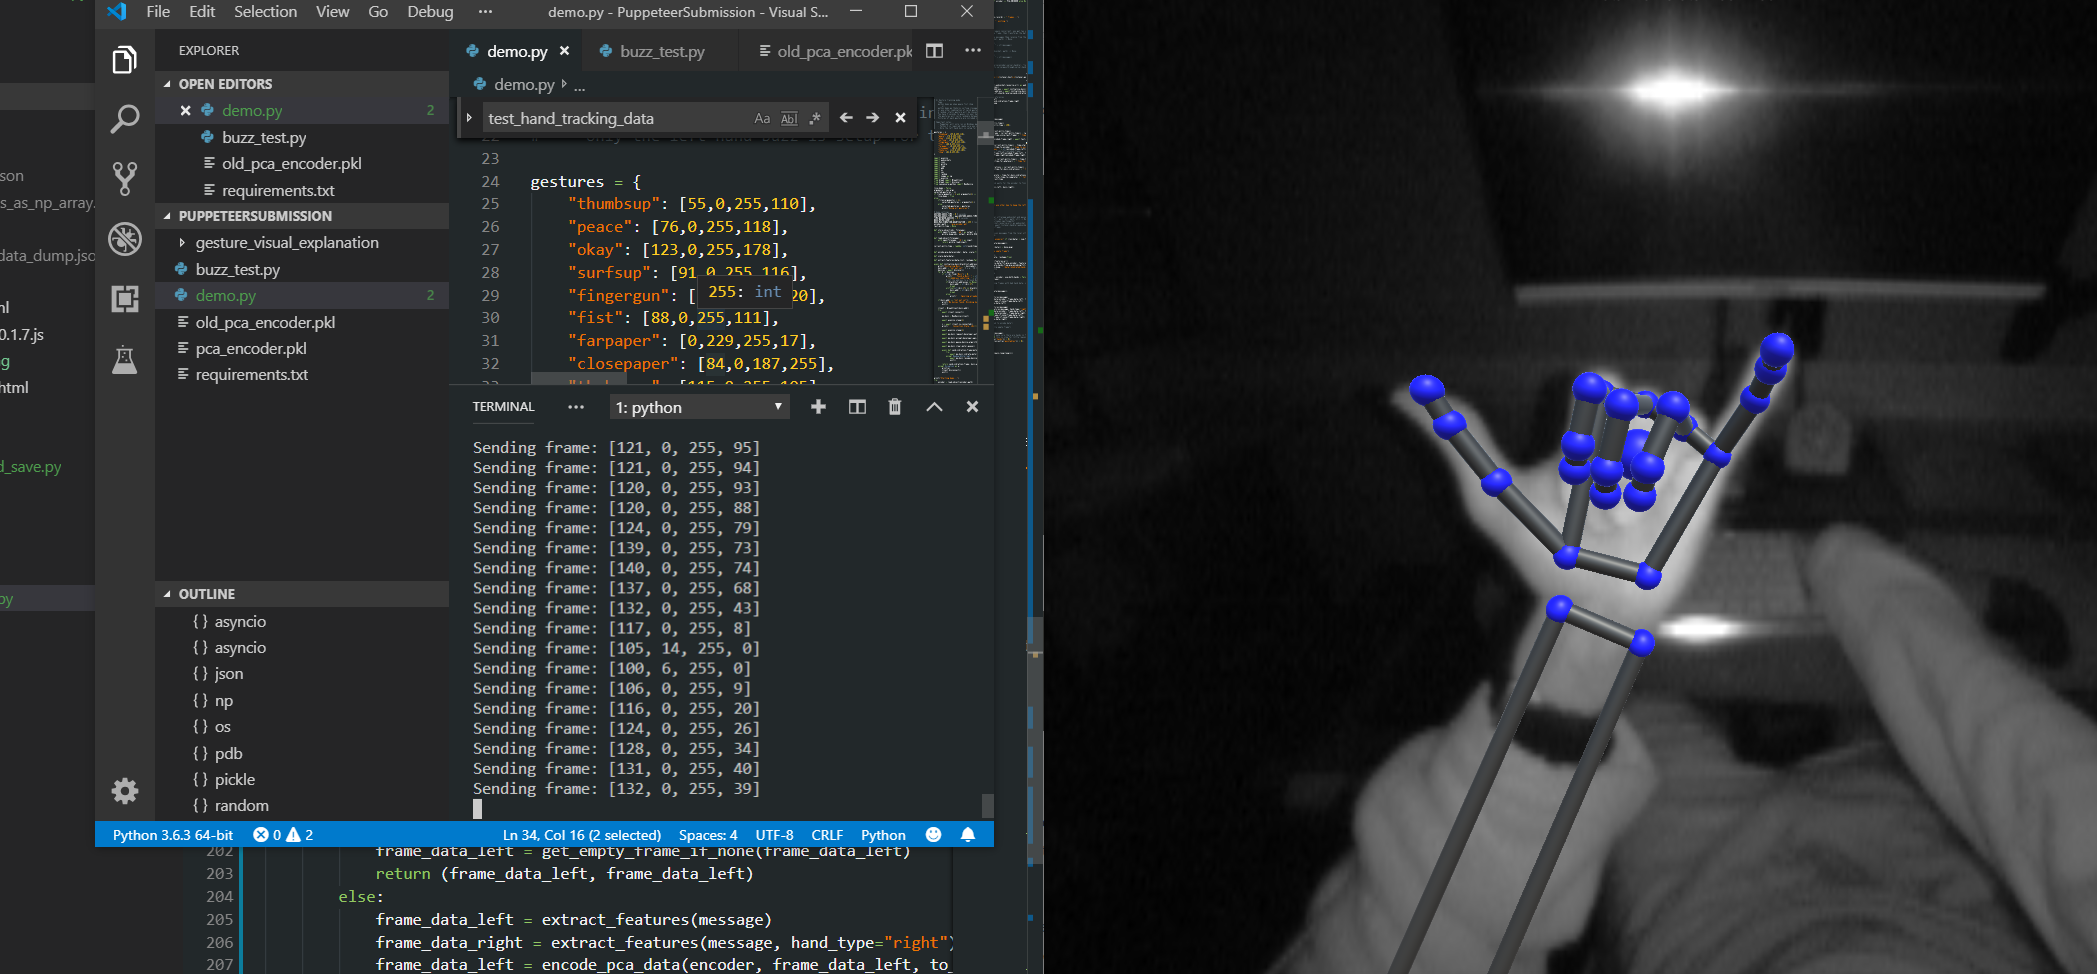 File Edit Selection View Go Debug ··· demo.py - PuppeteerSubmission - Visual S...
EXPLORER
OPEN EDITORS
demo.py 2
buzz_test.py
old_pca_encoder.pkl
requirements.txt
PUPPETEERSUBMISSION
gesture_visual_explanation
buzz_test.py
demo.py 2
old_pca_encoder.pkl
pca_encoder.pkl
requirements.txt
OUTLINE
asyncio
asyncio
json
np
os
pdb
pickle
random
demo.py buzz_test.py old_pca_encoder.pk
demo.py ...
test_hand_tracking_data Aa Abl .*
23
24 gestures = {
25 "thumbsup": [55,0,255,110],
26 "peace": [76,0,255,118],
27 "okay": [123,0,255,178],
28 "surfsup": [91,0,255,116],
29 "fingergun": [ 20],
255: int
30 "fist": [88,0,255,111],
31 "farpaper": [0,229,255,17],
32 "closepaper": [84,0,187,255],
TERMINAL ··· 1: python
Sending frame: [121, 0, 255, 95]
Sending frame: [121, 0, 255, 94]
Sending frame: [120, 0, 255, 93]
Sending frame: [120, 0, 255, 88]
Sending frame: [124, 0, 255, 79]
Sending frame: [139, 0, 255, 73]
Sending frame: [140, 0, 255, 74]
Sending frame: [137, 0, 255, 68]
Sending frame: [132, 0, 255, 43]
Sending frame: [117, 0, 255, 8]
Sending frame: [105, 14, 255, 0]
Sending frame: [100, 6, 255, 0]
Sending frame: [106, 0, 255, 9]
Sending frame: [116, 0, 255, 20]
Sending frame: [124, 0, 255, 26]
Sending frame: [128, 0, 255, 34]
Sending frame: [131, 0, 255, 40]
Sending frame: [132, 0, 255, 39]
Python 3.6.3 64-bit 0 2 Ln 34, Col 16 (2 selected) Spaces: 4 UTF-8 CRLF Python
202 frame_data_left = get_empty_frame_if_none(frame_data_left)
203 return (frame_data_left, frame_data_left)
204 else:
205 frame_data_left = extract_features(message)
206 frame_data_right = extract_features(message, hand_type="right")
207 frame_data_left = encode_pca_data(encoder, frame_data_left, to_
son
s_as_np_array.
data_dump.jso
ml
0.1.7.js
g
html
d_save.py
py